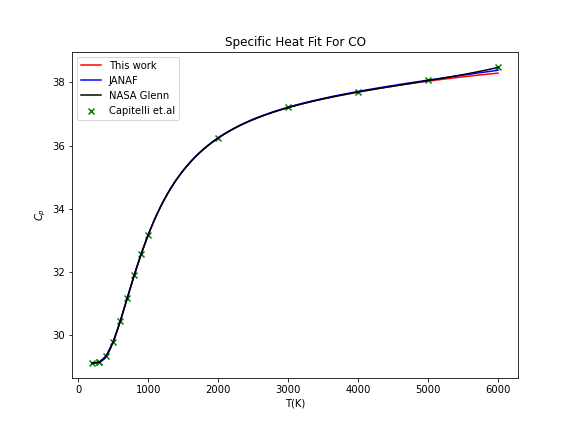 Specific Heat Fit For CO
This work
JANAF
NASA Glenn
Capitelli et.al
38
36
34
32
30
C_p
0 1000 2000 3000 4000 5000 6000
T(K)